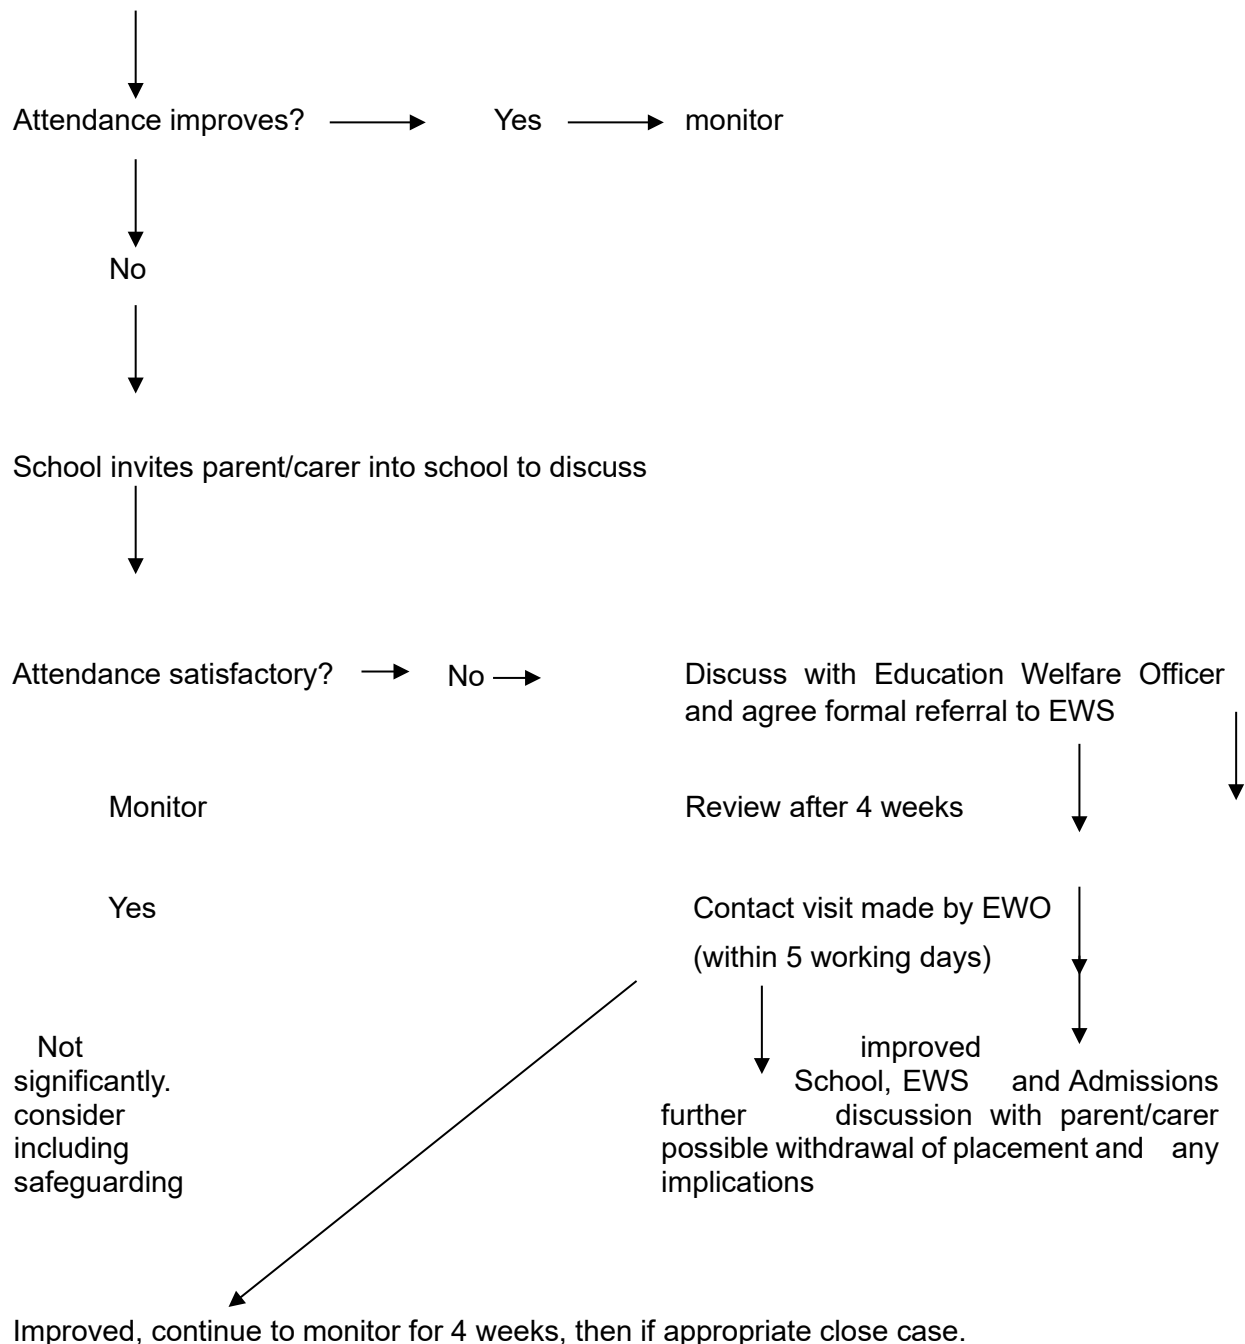 Attendance improves? Yes monitor
No
School invites parent/carer into school to discuss
Attendance satisfactory? No Discuss with Education Welfare Officer
and agree formal referral to EWS
Monitor Review after 4 weeks
Yes Contact visit made by EWO
(within 5 working days)
Not improved
significantly. School, EWS and Admissions
consider further discussion with parent/carer
including possible withdrawal of placement and any
safeguarding implications
Improved, continue to monitor for 4 weeks, then if appropriate close case.